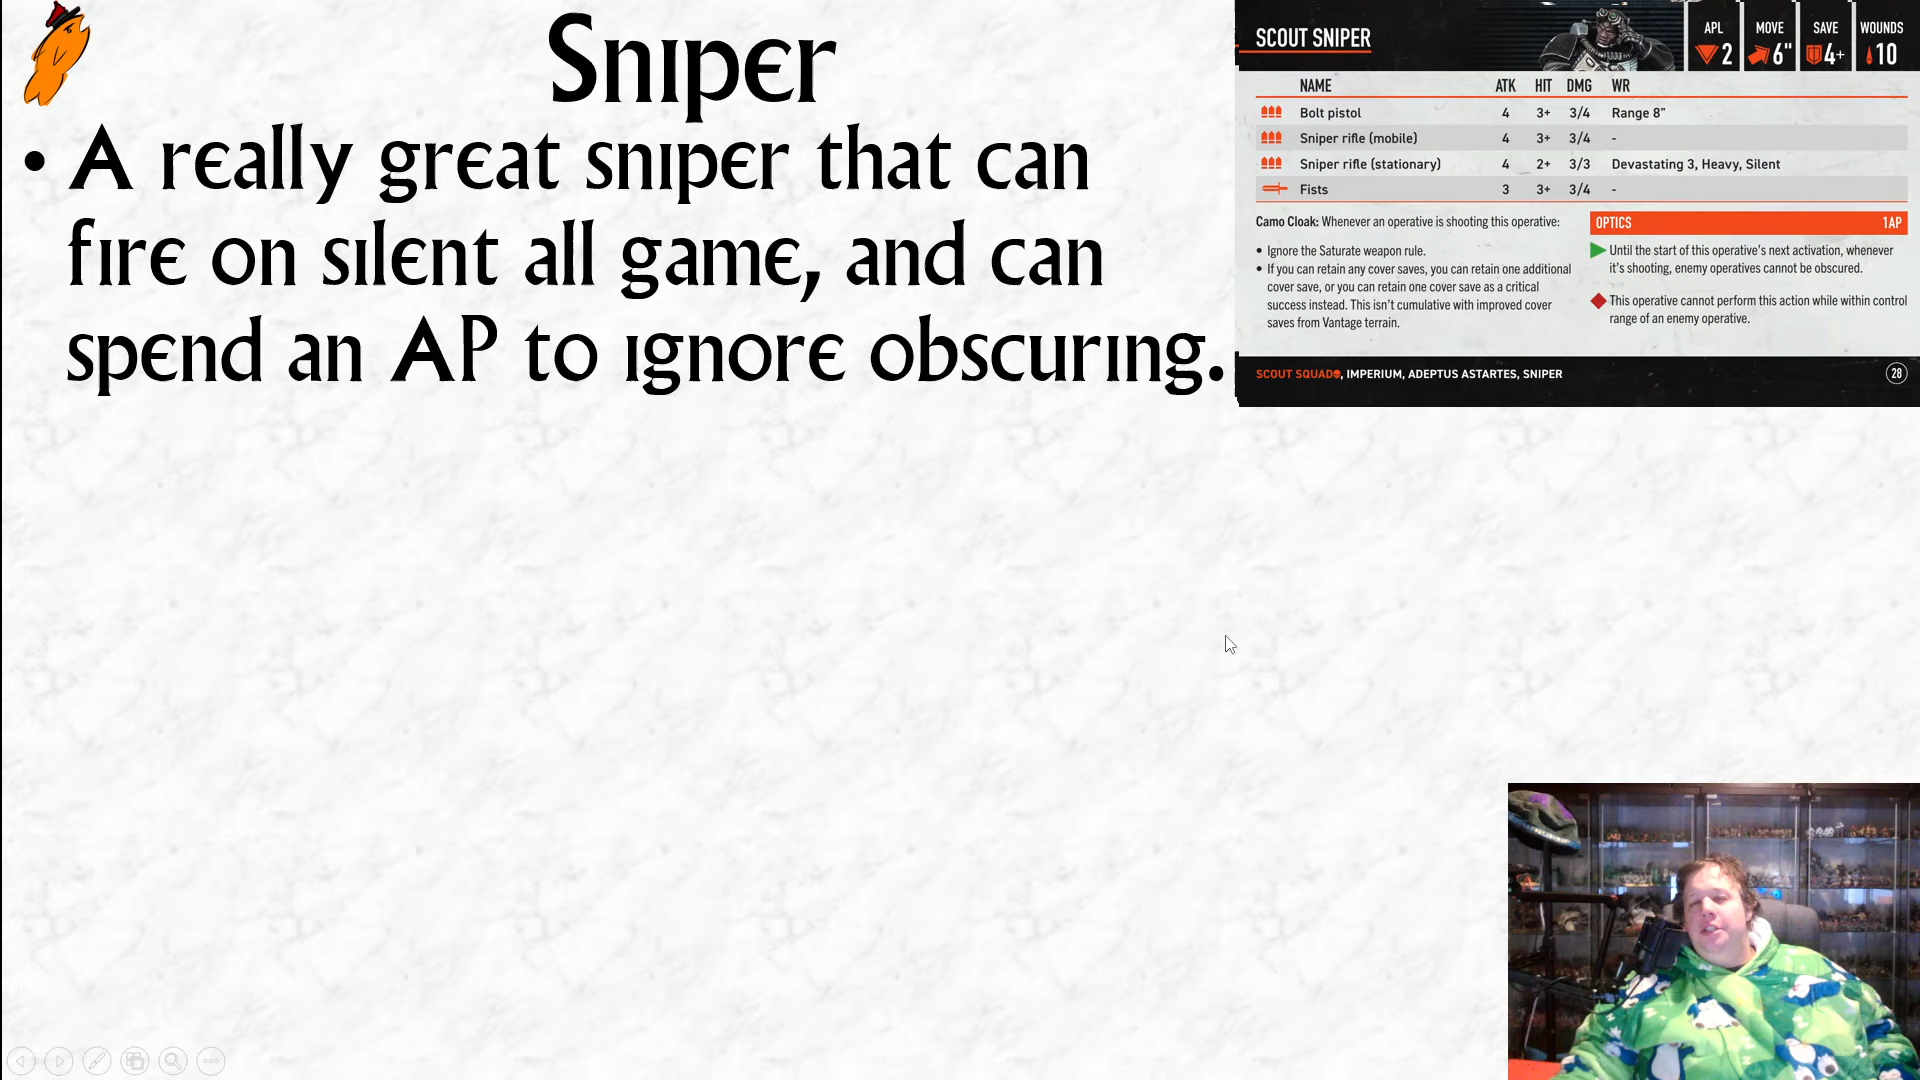 Sniper
• A really great sniper that can
fire on silent all game, and can
spend an AP to ignore obscuring.
SCOUT SNIPER
APL
2
MOVE
6"
SAVE
4+
WOUNDS
10
NAME ATK HIT DMG WR
Bolt pistol 4 3+ 3/4 Range 8"
Sniper rifle (mobile) 4 3+ 3/4 -
Sniper rifle (stationary) 4 2+ 3/3 Devastating 3, Heavy, Silent
Fists 3 3+ 3/4 -
Camo Cloak: Whenever an operative is shooting this operative:
• Ignore the Saturate weapon rule.
• If you can retain any cover saves, you can retain one additional
cover save, or you can retain one cover save as a critical
success instead. This isn't cumulative with improved cover
saves from Vantage terrain.
OPTICS 1AP
Until the start of this operative's next activation, whenever
it's shooting, enemy operatives cannot be obscured.
This operative cannot perform this action while within control
range of an enemy operative.
SCOUT SQUAD, IMPERIUM, ADEPTUS ASTARTES, SNIPER
28